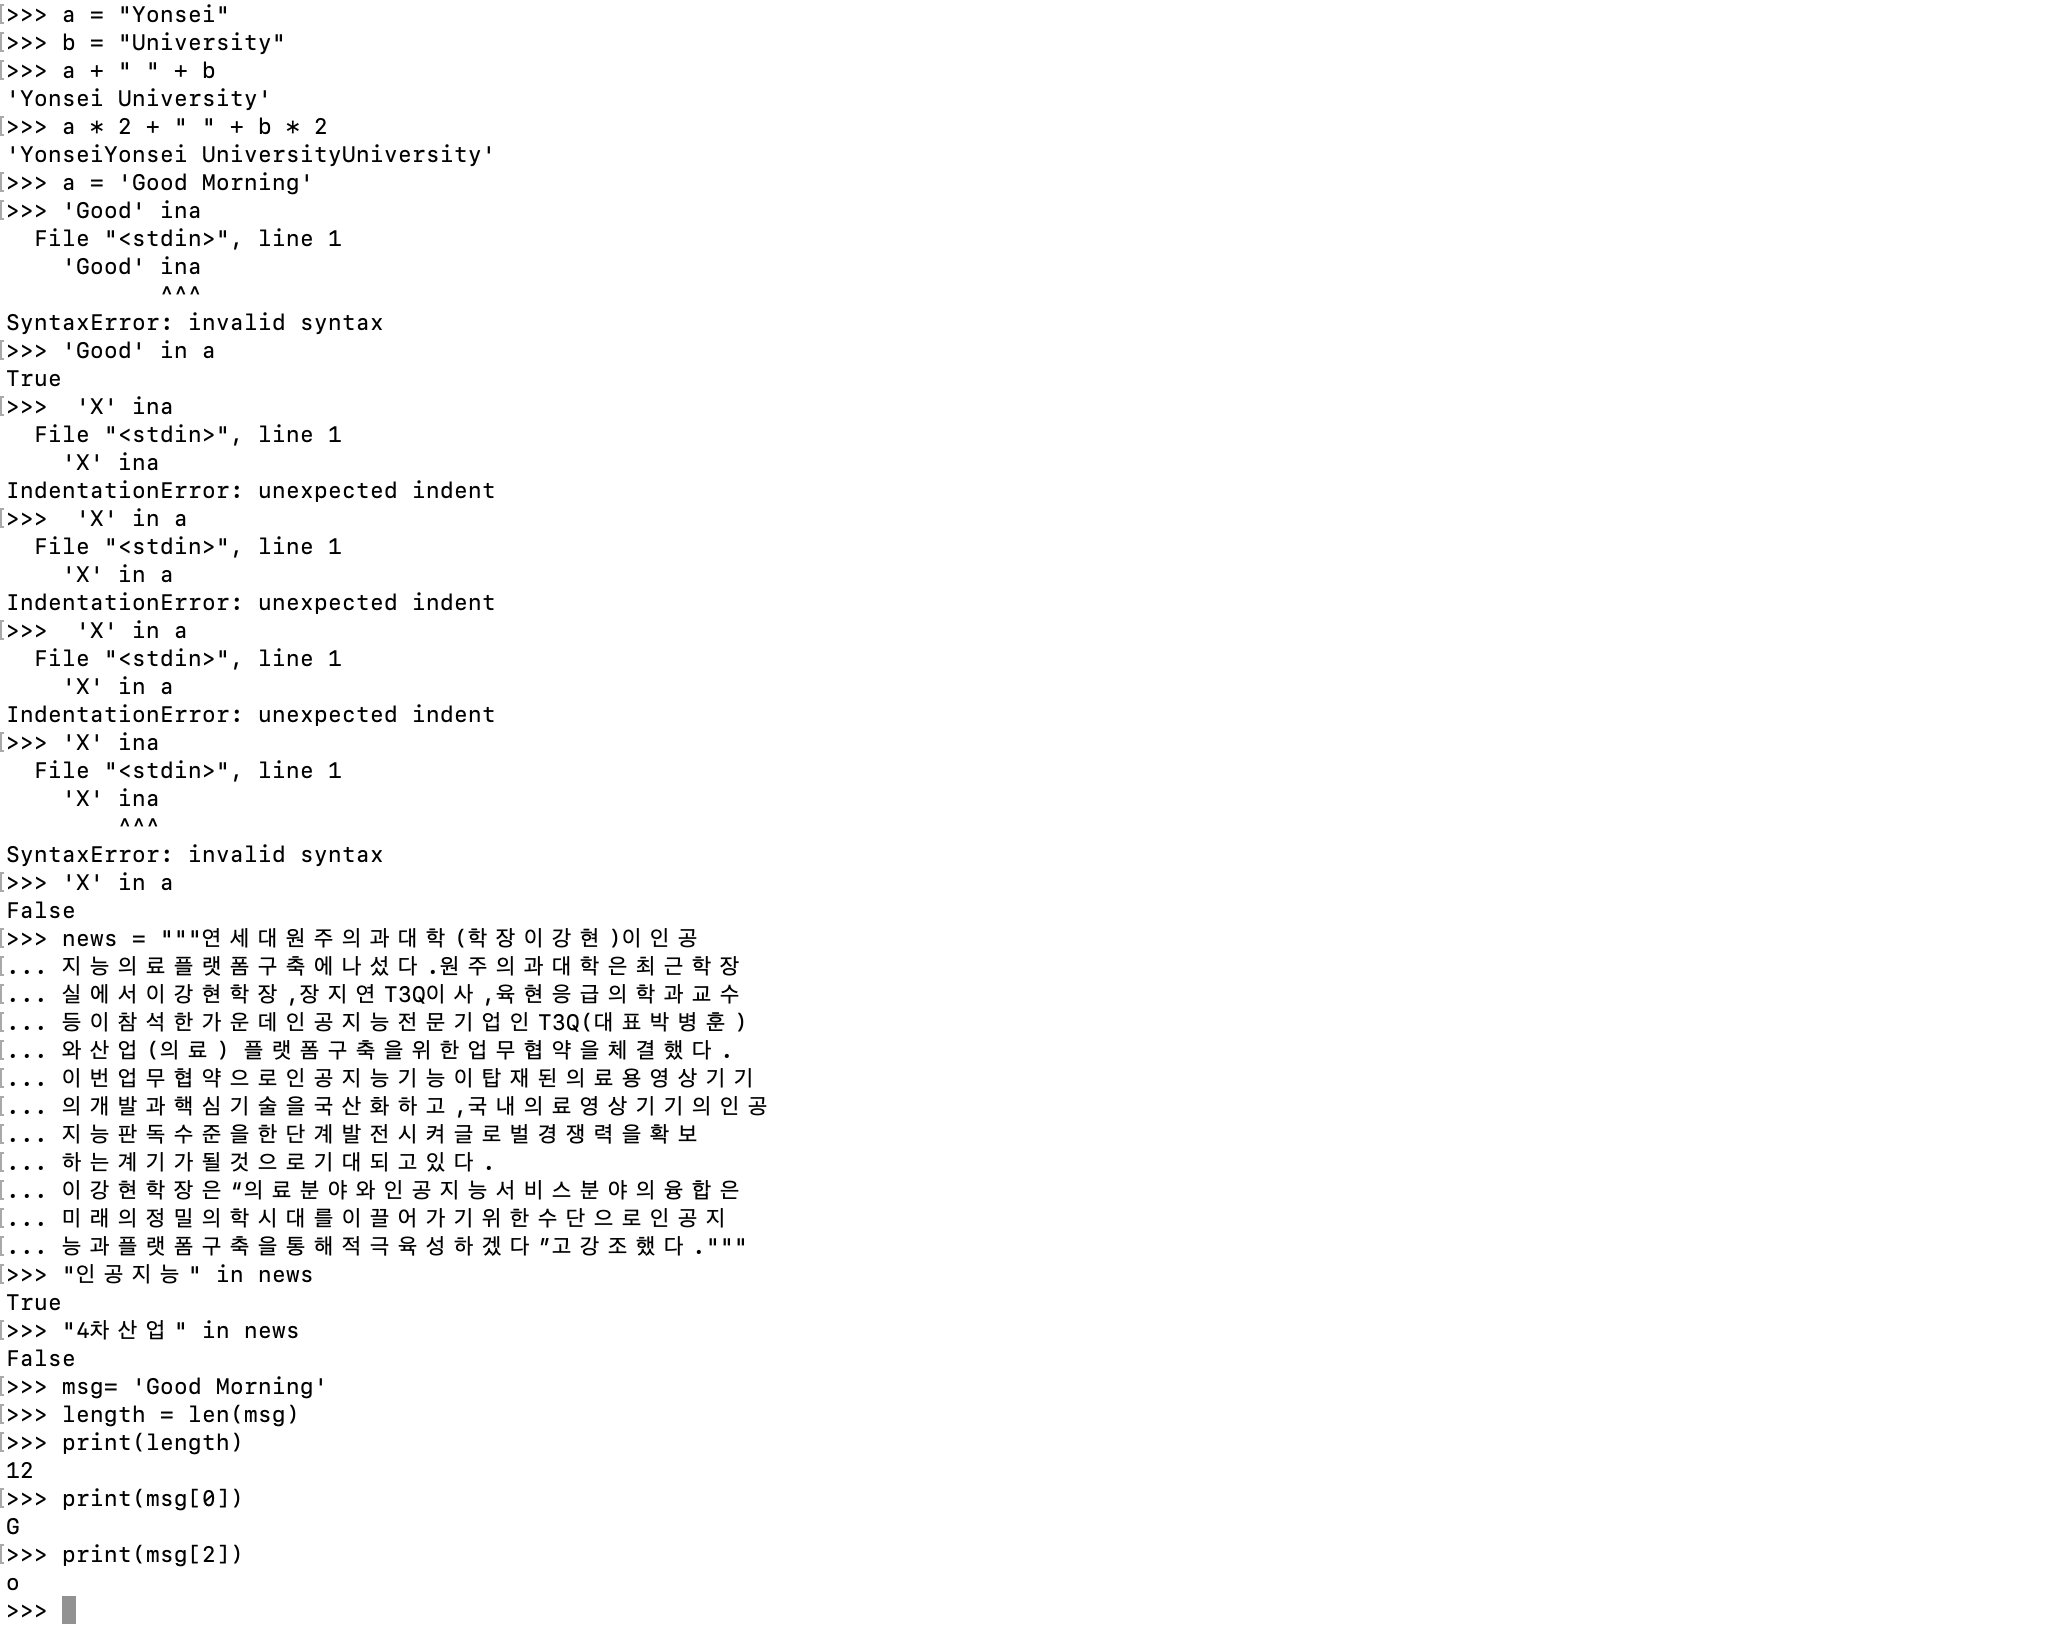 >>> a = "Yonsei"
>>> b = "University"
>>> a + " " + b
'Yonsei University'
>>> a * 2 + " " + b * 2
'YonseiYonsei UniversityUniversity'
>>> a = 'Good Morning'
>>> 'Good' ina
  File "<stdin>", line 1
    'Good' ina
           ^^^
SyntaxError: invalid syntax
>>> 'Good' in a
True
>>>  'X' ina
  File "<stdin>", line 1
    'X' ina
IndentationError: unexpected indent
>>>  'X' in a
  File "<stdin>", line 1
    'X' in a
IndentationError: unexpected indent
>>>  'X' in a
  File "<stdin>", line 1
    'X' in a
IndentationError: unexpected indent
>>> 'X' ina
  File "<stdin>", line 1
    'X' ina
        ^^^
SyntaxError: invalid syntax
>>> 'X' in a
False
>>> news = """연세대원주의과대학(학장이강현)이인공
... 지능의료플랫폼구축에나섰다.원주의과대학은최근학장
... 실에서이강현학장,장지연T3Q이사,육현응급의학과교수
... 등이참석한가운데인공지능전문기업인T3Q(대표박병훈)
... 와산업(의료) 플랫폼구축을위한업무협약을체결했다.
... 이번업무협약으로인공지능기능이탑재된의료용영상기기
... 의개발과핵심기술을국산화하고,국내의료영상기기의인공
... 지능판독수준을한단계발전시켜글로벌경쟁력을확보
... 하는계기가될것으로기대되고있다.
... 이강현학장은“의료분야와인공지능서비스분야의융합은
... 미래의정밀의학시대를이끌어가기위한수단으로인공지
... 능과플랫폼구축을통해적극육성하겠다”고강조했다."""
>>> "인공지능" in news
True
>>> "4차산업" in news
False
>>> msg= 'Good Morning'
>>> length = len(msg)
>>> print(length)
12
>>> print(msg[0])
G
>>> print(msg[2])
o
>>>